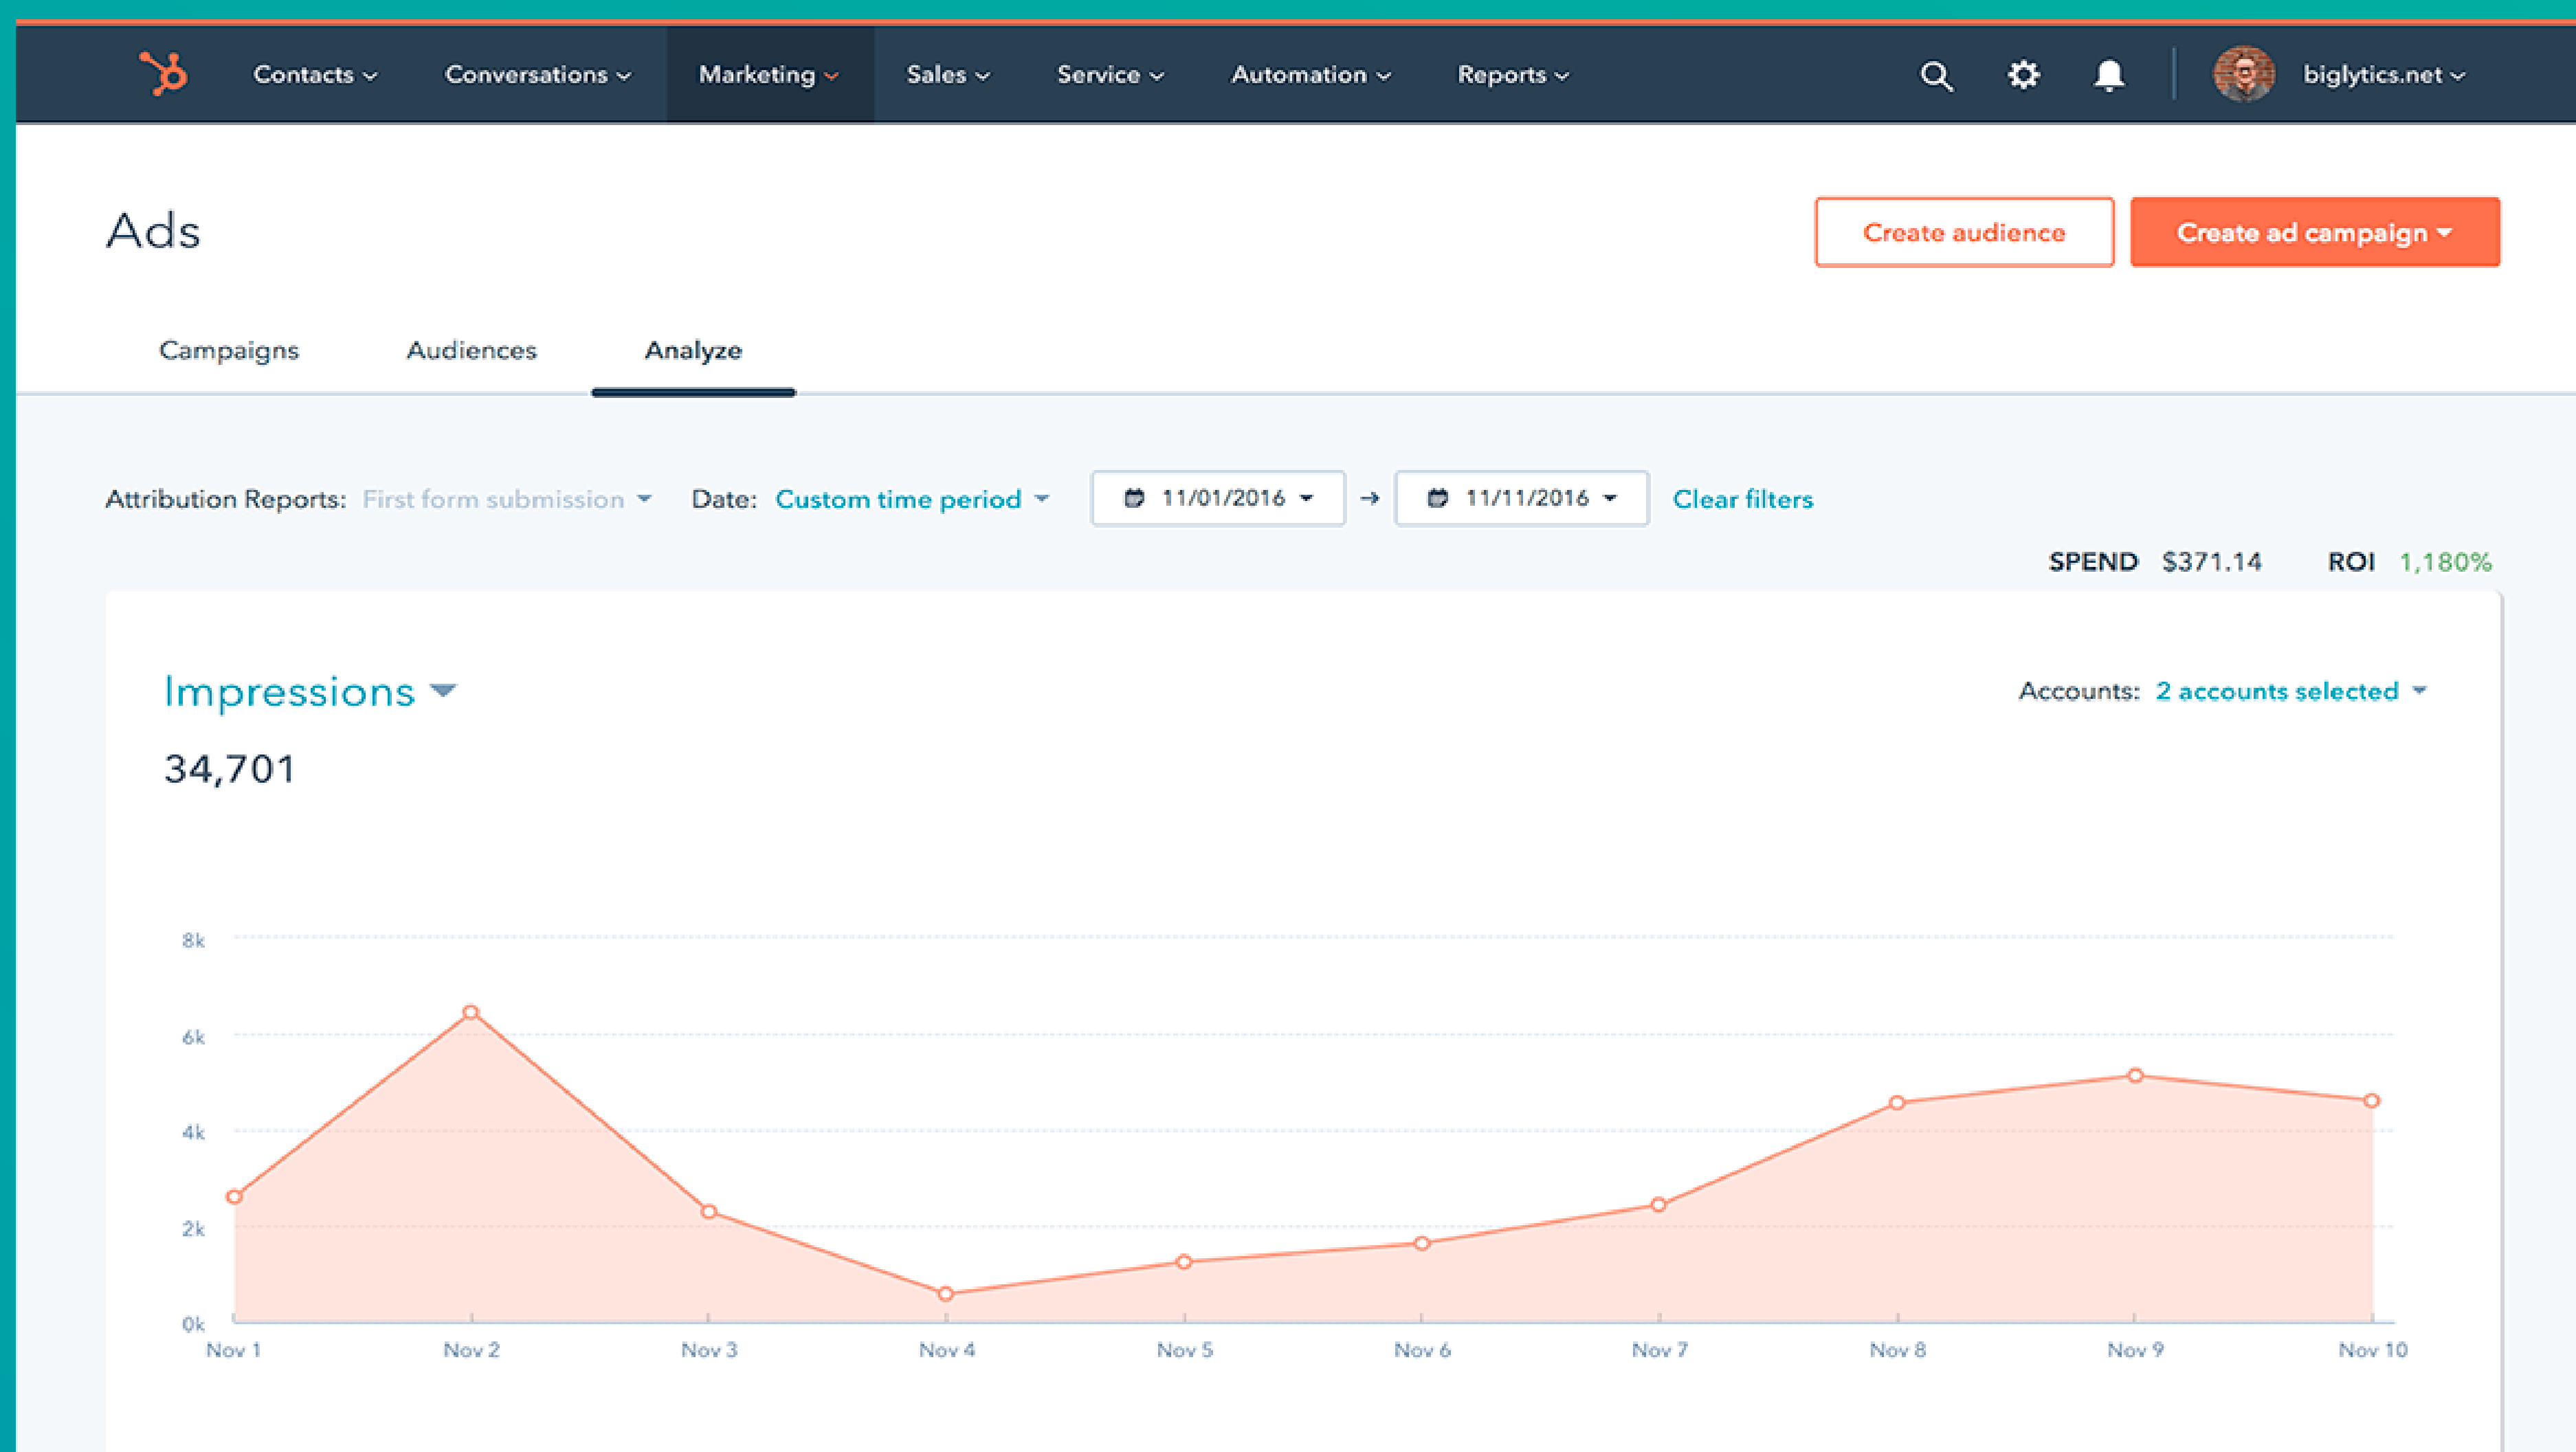 Contacts Conversations Marketing Sales Service Automation Reports biglytics.net
Ads
Create audience Create ad campaign
Campaigns Audiences Analyze
Attribution Reports: First form submission Date: Custom time period 11/01/2016 → 11/11/2016 Clear filters
SPEND $371.14 ROI 1,180%
Impressions Accounts: 2 accounts selected
34,701
8k
6k
4k
2k
0k
Nov 1 Nov 2 Nov 3 Nov 4 Nov 5 Nov 6 Nov 7 Nov 8 Nov 9 Nov 10